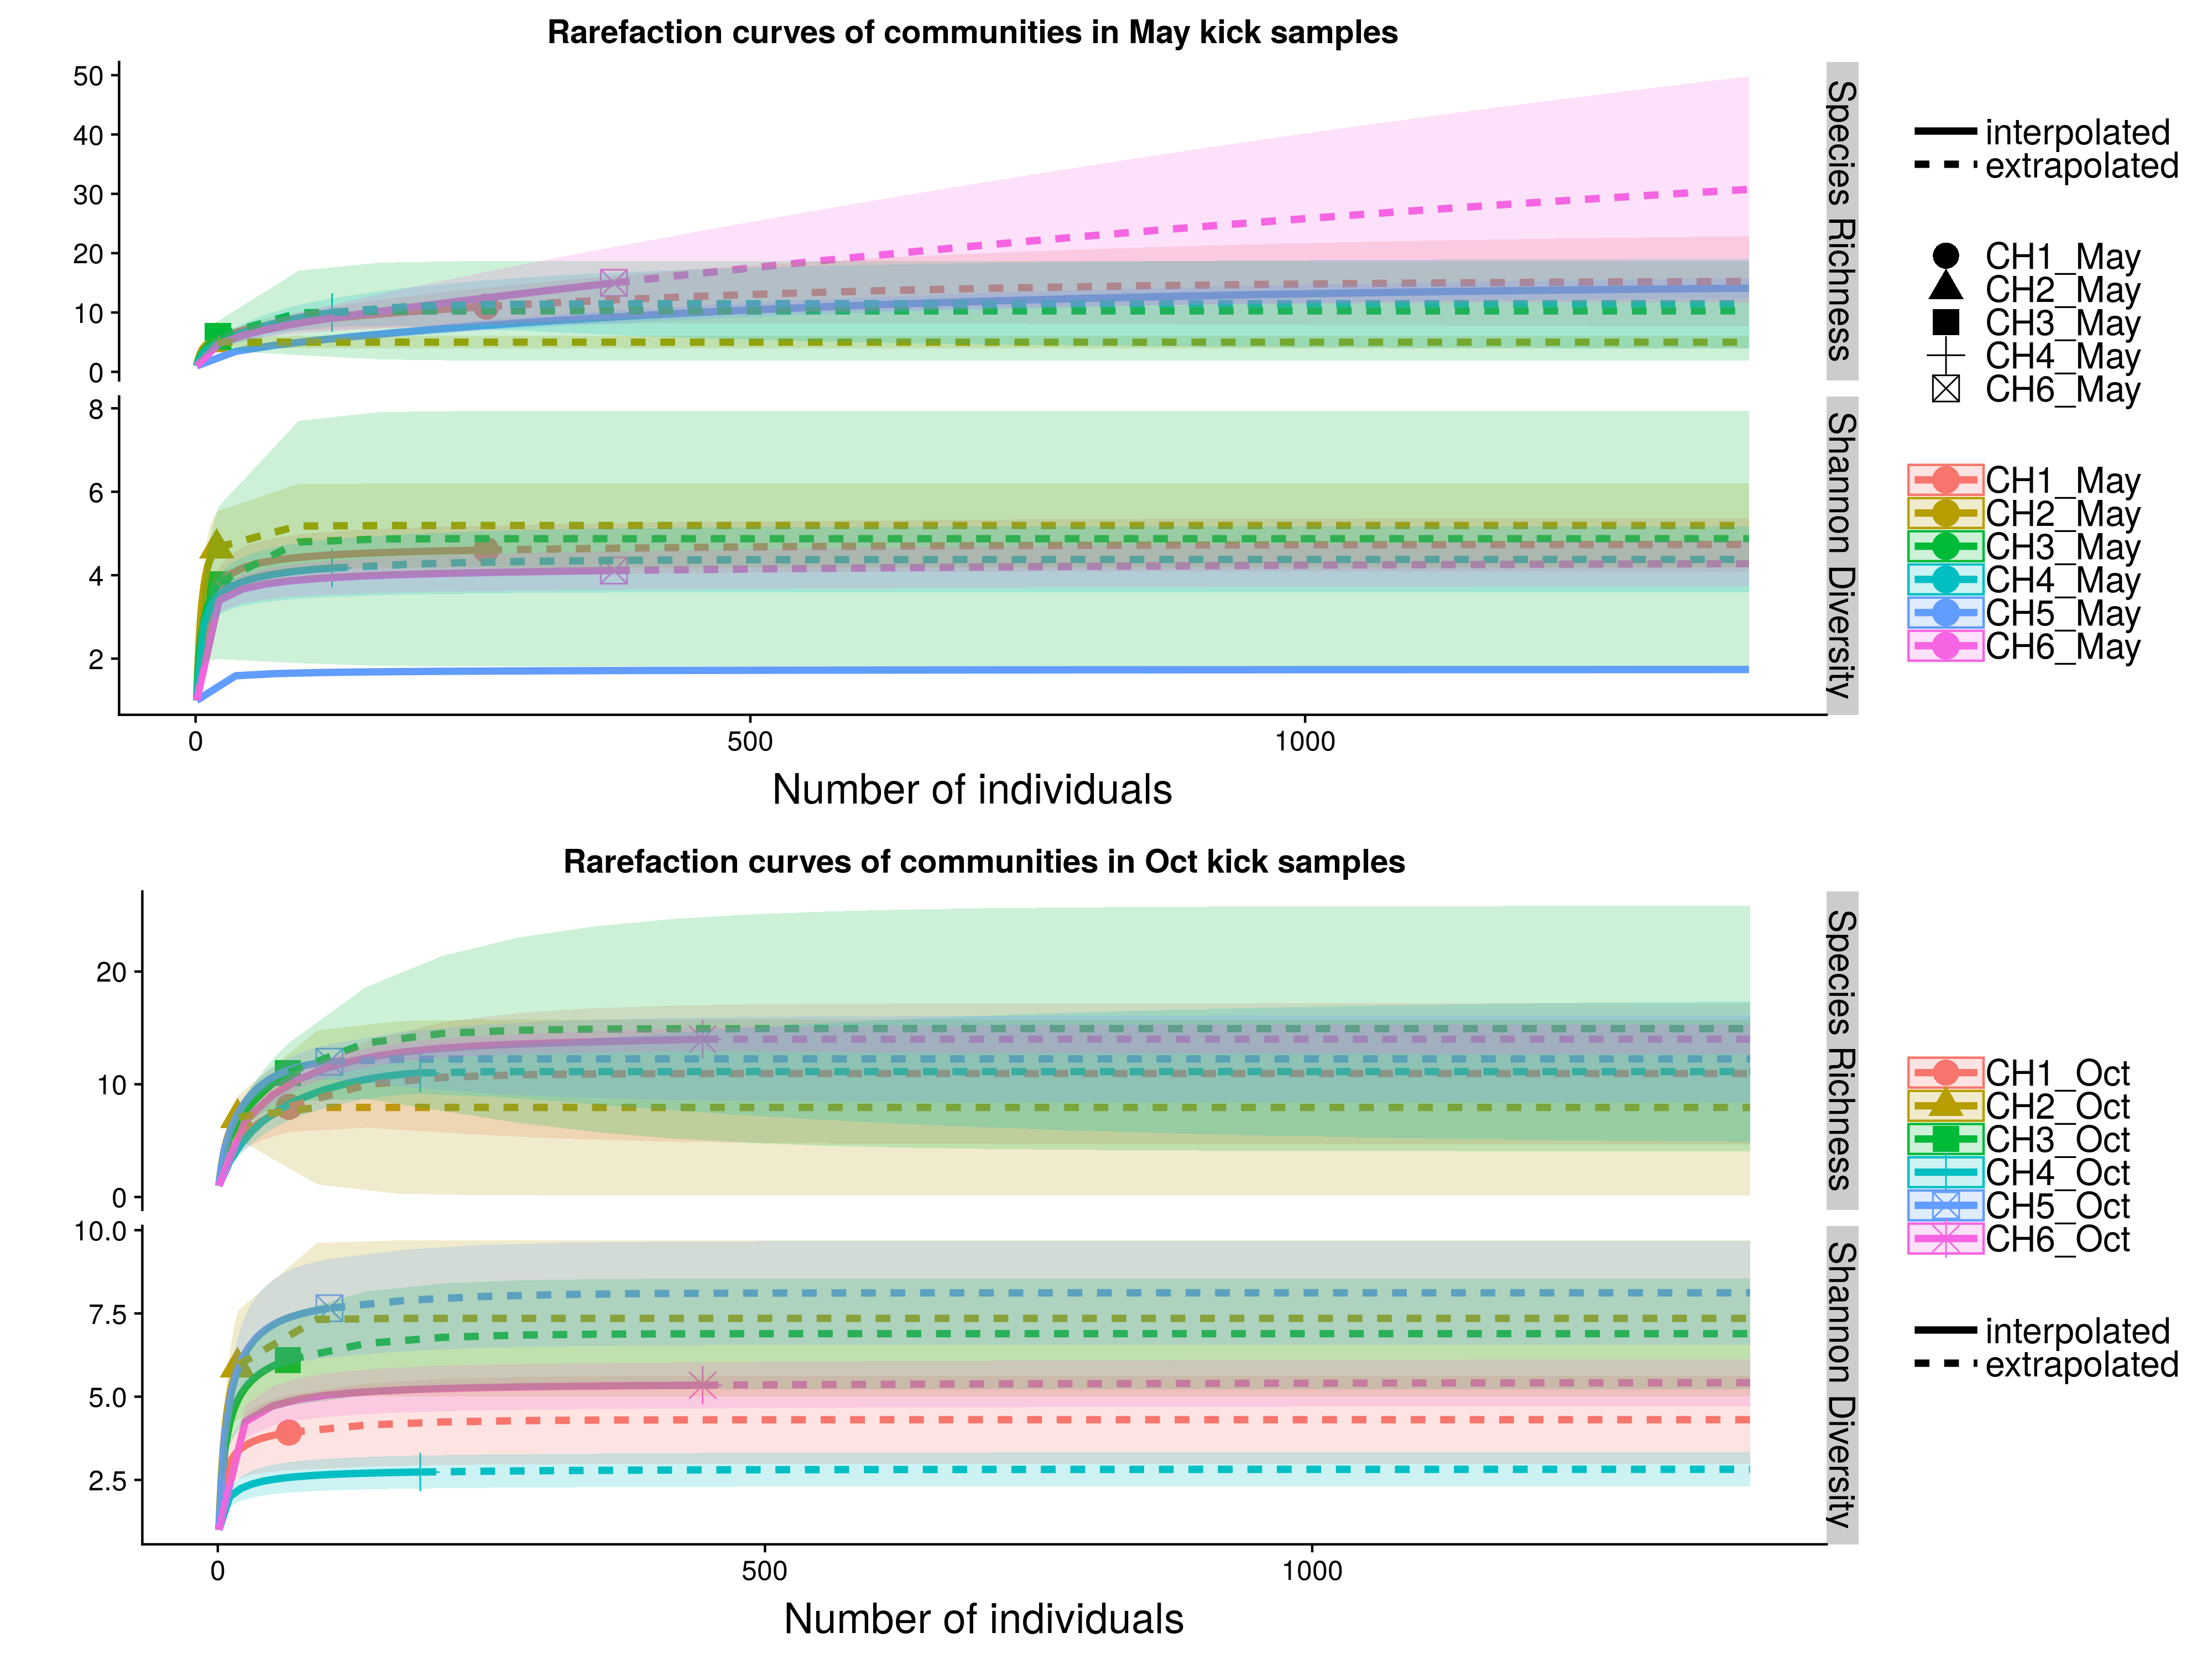 Rarefaction curves of communities in May kick samples
50
40
30
20
10
0
Species Richness
8
6
4
2
Shannon Diversity
0
500
1000
Number of individuals
interpolated
extrapolated
CH1_May
CH2_May
CH3_May
CH4_May
CH6_May
CH1_May
CH2_May
CH3_May
CH4_May
CH5_May
CH6_May
Rarefaction curves of communities in Oct kick samples
20
10
0
Species Richness
10.0
7.5
5.0
2.5
Shannon Diversity
0
500
1000
Number of individuals
CH1_Oct
CH2_Oct
CH3_Oct
CH4_Oct
CH5_Oct
CH6_Oct
interpolated
extrapolated